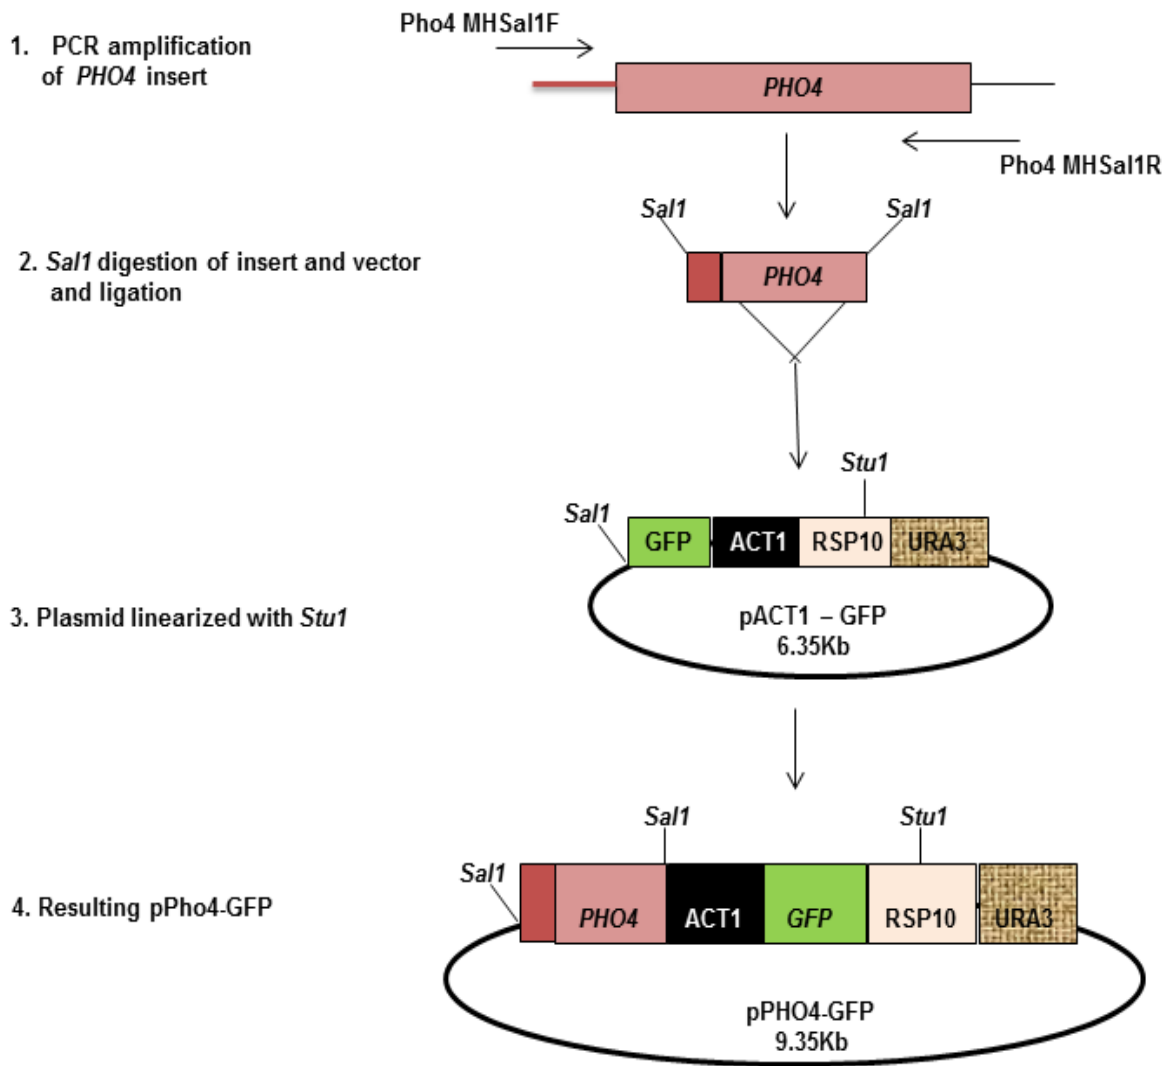 Pho4 MHSal1F
1. PCR amplification
of PHO4 insert
PHO4
Pho4 MHSal1R
Sal1
Sal1
2. Sal1 digestion of insert and vector
and ligation
PHO4
Stu1
Sal1
GFP
ACT1
RSP10
URA3
3. Plasmid linearized with Stu1
pACT1 – GFP
6.35Kb
Sal1
Stu1
Sal1
4. Resulting pPho4-GFP
PHO4
ACT1
GFP
RSP10
URA3
pPHO4-GFP
9.35Kb